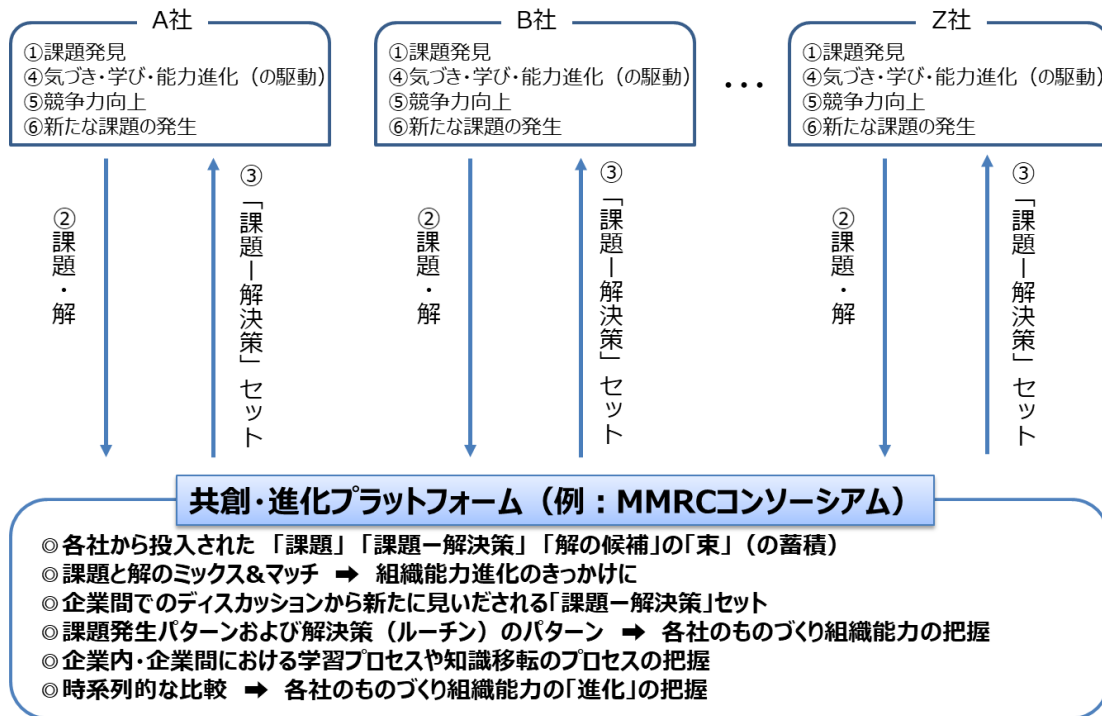 A社
①課題発見
④気づき・学び・能力進化（の駆動）
⑤競争力向上
⑥新たな課題の発生
B社
①課題発見
④気づき・学び・能力進化（の駆動）
⑤競争力向上
⑥新たな課題の発生
・・・
Z社
①課題発見
④気づき・学び・能力進化（の駆動）
⑤競争力向上
⑥新たな課題の発生
②課題・解
③「課題ー解決策」セット
②課題・解
③「課題ー解決策」セット
②課題・解
③「課題ー解決策」セット
共創・進化プラットフォーム（例：MMRCコンソーシアム）
◎各社から投入された「課題」「課題ー解決策」「解の候補」の「束」（の蓄積）
◎課題と解のミックス&マッチ ➡ 組織能力進化のきっかけに
◎企業間でのディスカッションから新たに見いだされる「課題ー解決策」セット
◎課題発生パターンおよび解決策（ルーチン）のパターン ➡ 各社のものづくり組織能力の把握
◎企業内・企業間における学習プロセスや知識移転のプロセスの把握
◎時系列的な比較 ➡ 各社のものづくり組織能力の「進化」の把握